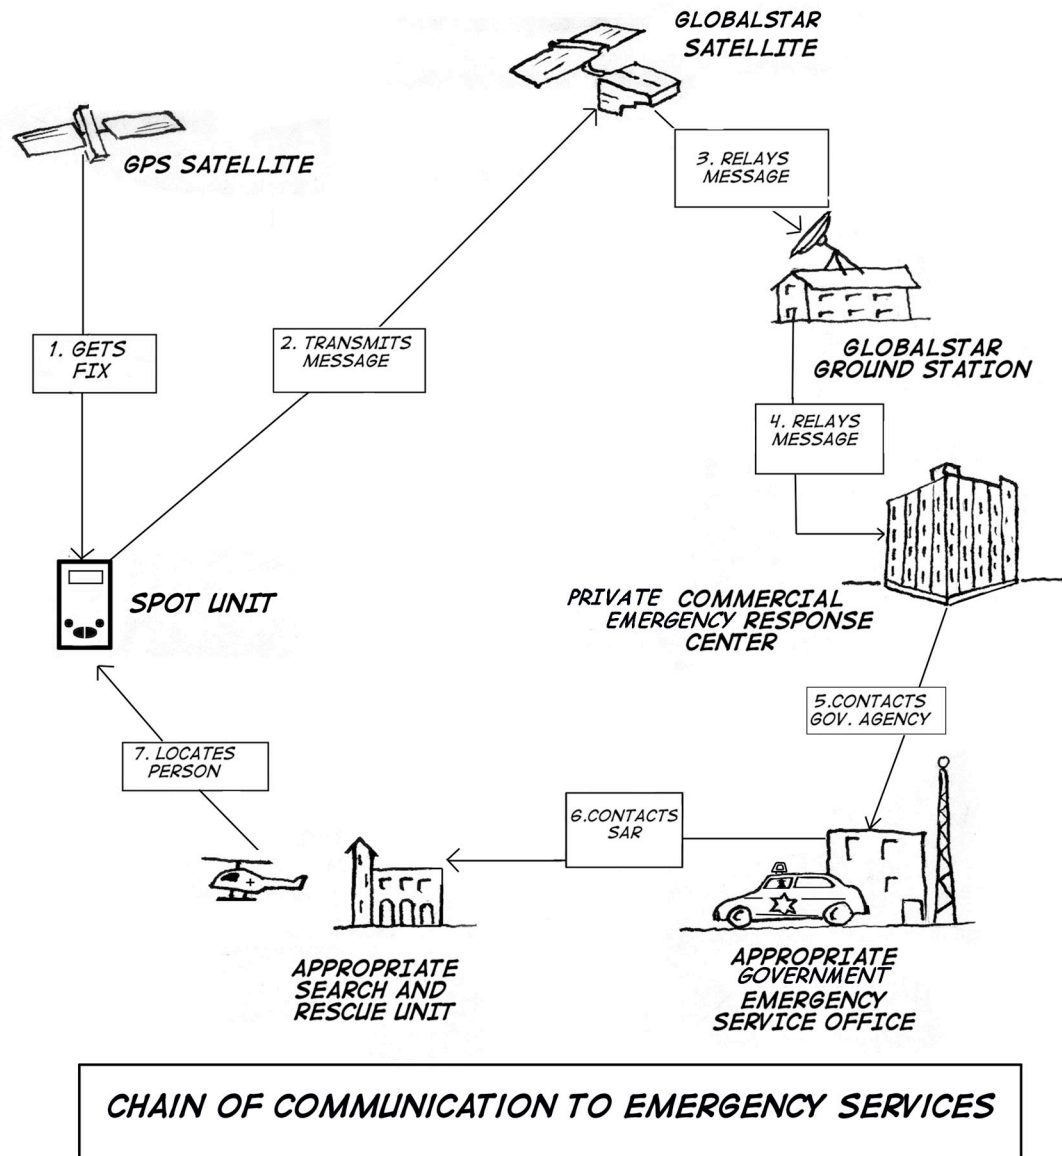 GLOBALSTAR
SATELLITE
GPS SATELLITE
3. RELAYS
MESSAGE
1. GETS
FIX
2. TRANSMITS
MESSAGE
GLOBALSTAR
GROUND STATION
4. RELAYS
MESSAGE
SPOT UNIT
PRIVATE COMMERCIAL
EMERGENCY RESPONSE
CENTER
5.CONTACTS
GOV. AGENCY
7. LOCATES
PERSON
6.CONTACTS
SAR
APPROPRIATE
SEARCH AND
RESCUE UNIT
APPROPRIATE
GOVERNMENT
EMERGENCY
SERVICE OFFICE
CHAIN OF COMMUNICATION TO EMERGENCY SERVICES